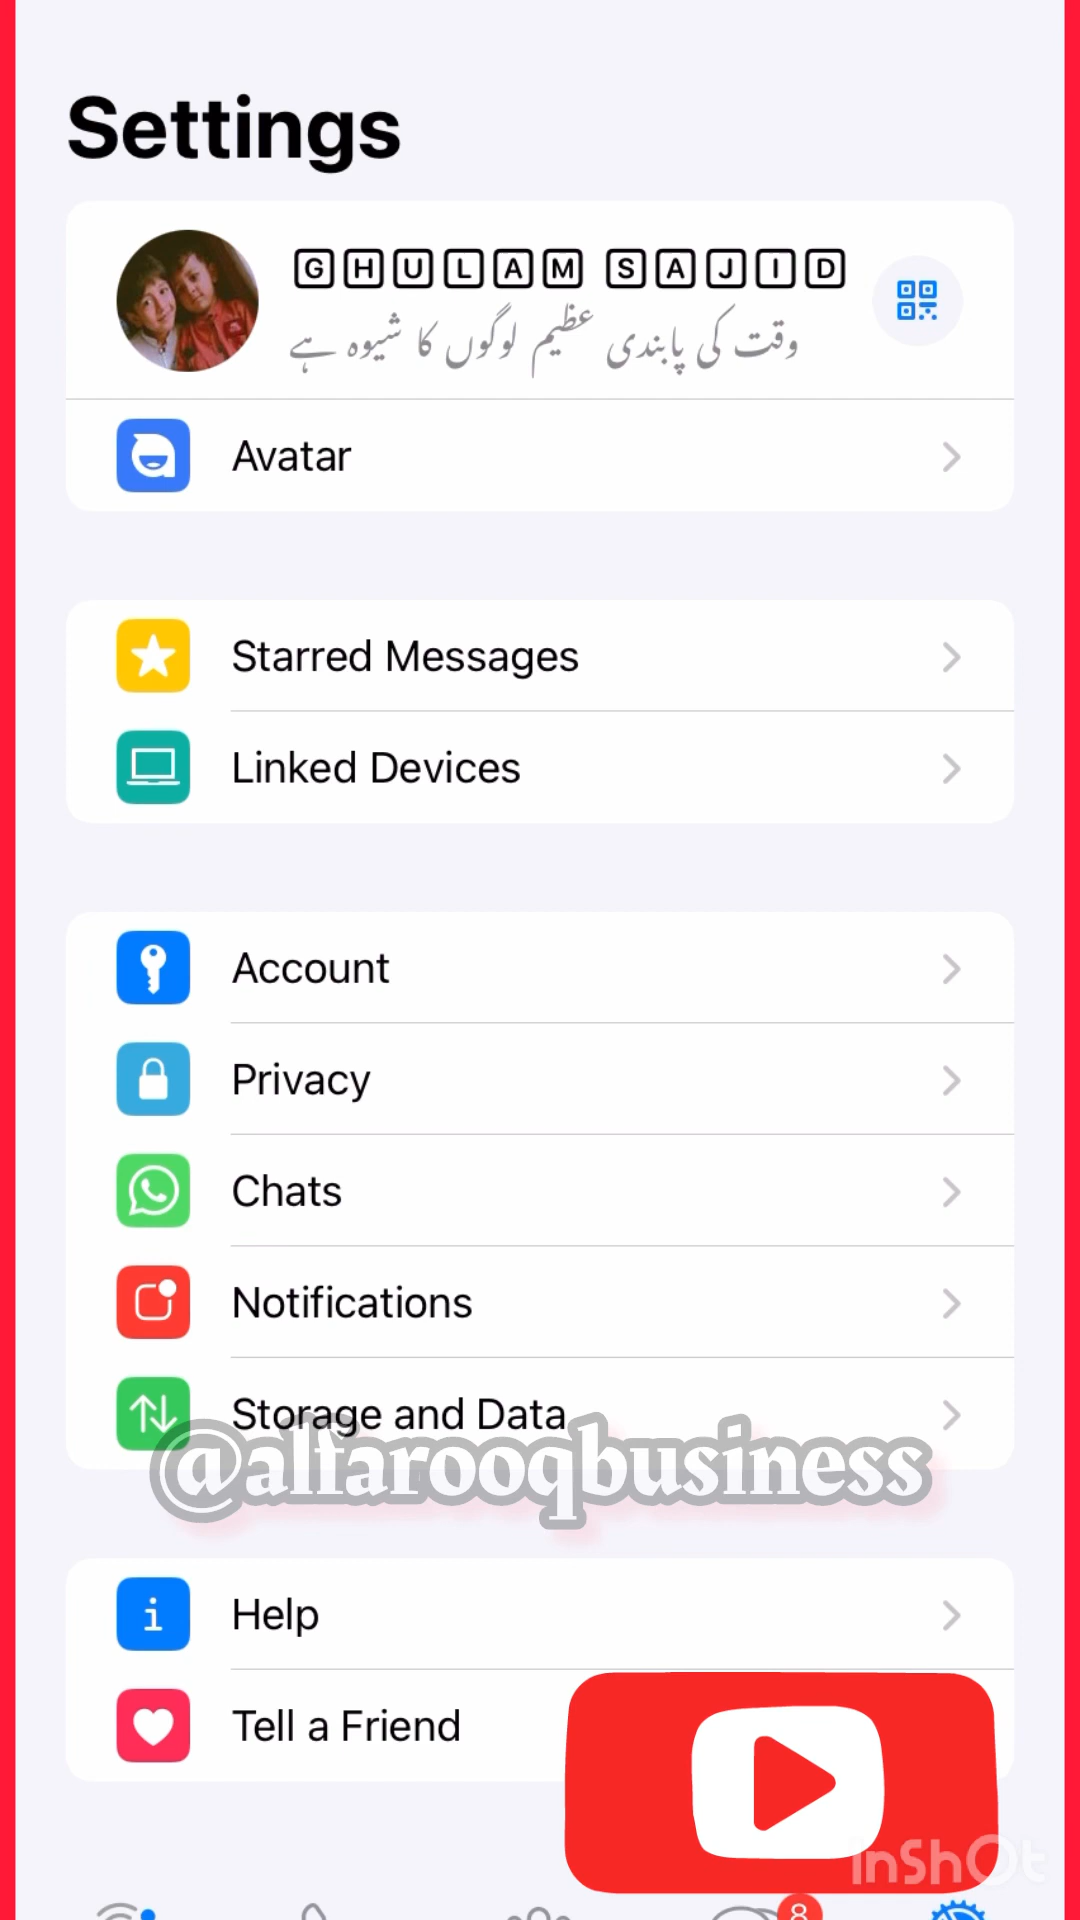 Settings
GHULAM SAJID
وقت کی پابندی عظیم لوگوں کا شیوہ ہے
Avatar
Starred Messages
Linked Devices
Account
Privacy
Chats
Notifications
Storage and Data
@alfarooqbusiness
Help
Tell a Friend
InShOt
8